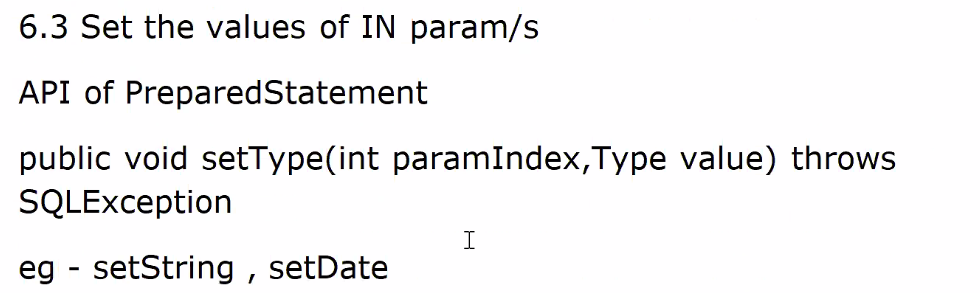 6.3 Set the values of IN param/s
API of PreparedStatement
public void setType(int paramIndex,Type value) throws
SQLException
eg - setString , setDate